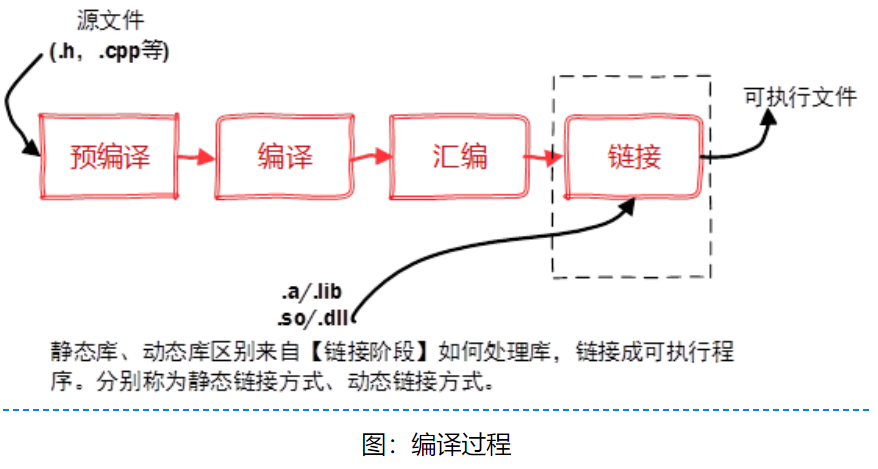 源文件
(.h，.cpp等)
可执行文件
预编译
编译
汇编
链接
.a/.lib
.so/.dll
静态库、动态库区别来自【链接阶段】如何处理库，链接成可执行程
序。分别称为静态链接方式、动态链接方式。
图：编译过程